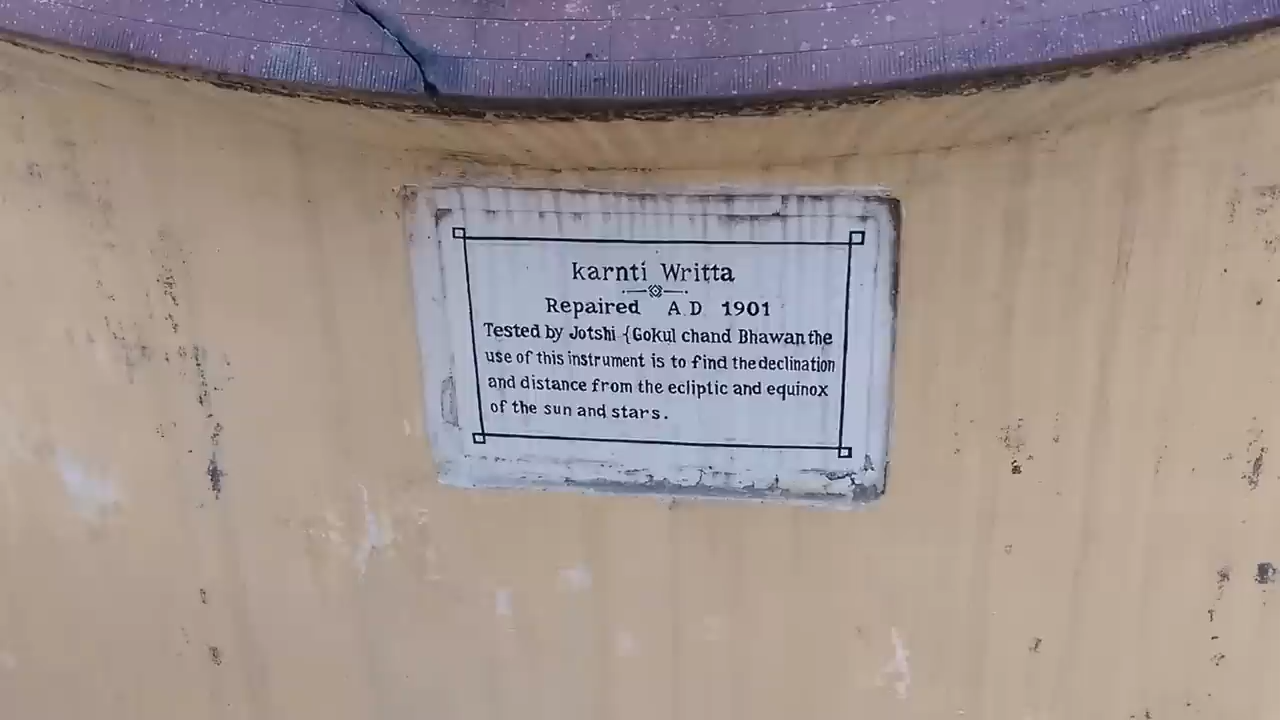 karnti Writta
Repaired A D 1901
Tested by Jotshi {Gokul chand Bhawan the
use of this instrument is to find the declination
and distance from the ecliptic and equinox
of the sun and stars.